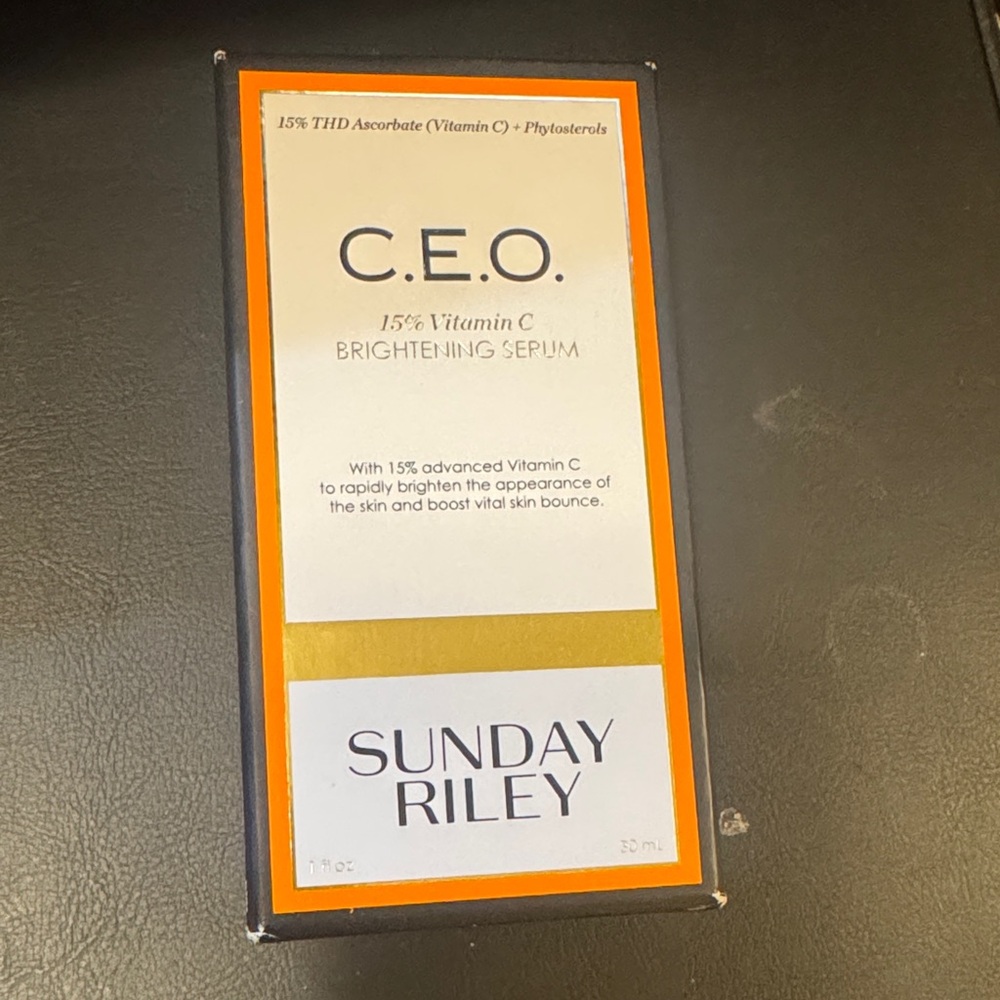 15% THD Ascorbate (Vitamin C) + Phytosterols
C.E.O.
15% Vitamin C
BRIGHTENING SERUM
With 15% advanced Vitamin C
to rapidly brighten the appearance of
the skin and boost vital skin bounce.
SUNDAY
RILEY
1 fl oz
30 mL